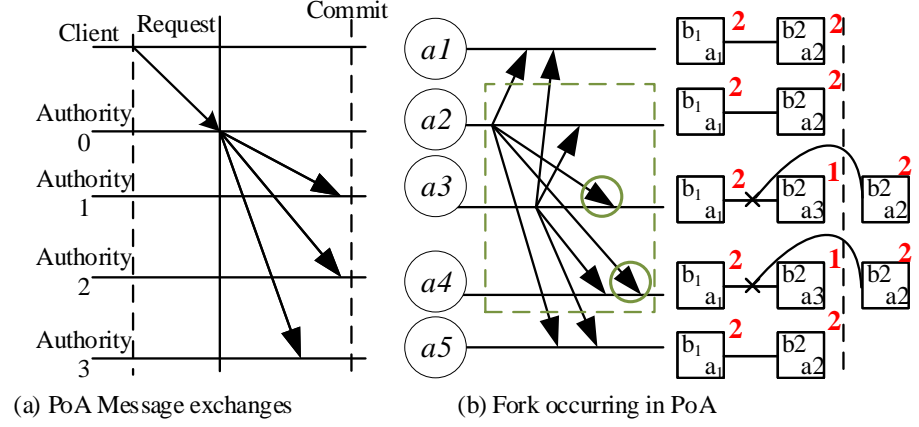 Client
Request
Commit
Authority
0
Authority
1
Authority
2
Authority
3
(a) PoA Message exchanges
a1
a2
a3
a4
a5
b1 a1 2 b2 a2 2
b1 a1 2 b2 a2 2
b1 a1 2 b2 a3 1 b2 a2 2
b1 a1 2 b2 a3 1 b2 a2 2
b1 a1 2 b2 a2 2
(b) Fork occurring in PoA